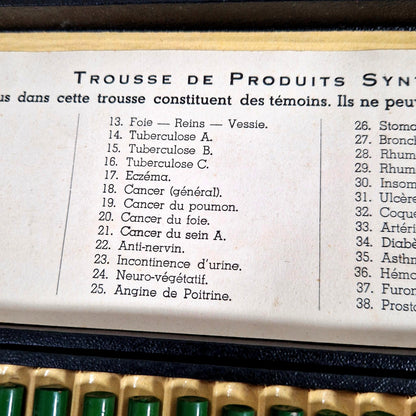 TROUSSE DE PRODUITS SYNT
us dans cette trousse constituent des témoins. Ils ne peu
13. Foie — Reins — Vessie.
14. Tuberculose A.
15. Tuberculose B.
16. Tuberculose C.
17. Eczéma.
18. Cancer (général).
19. Cancer du poumon.
20. Cancer du foie.
21. Cancer du sein A.
22. Anti-nervin.
23. Incontinence d'urine.
24. Neuro-végétatif.
25. Angine de Poitrine.
26. Stoma
27. Bronch
28. Rhum
29. Rhum
30. Insom
31. Ulcère
32. Coque
33. Artéri
34. Diabè
35. Asthm
36. Hémo
37. Furon
38. Prosta